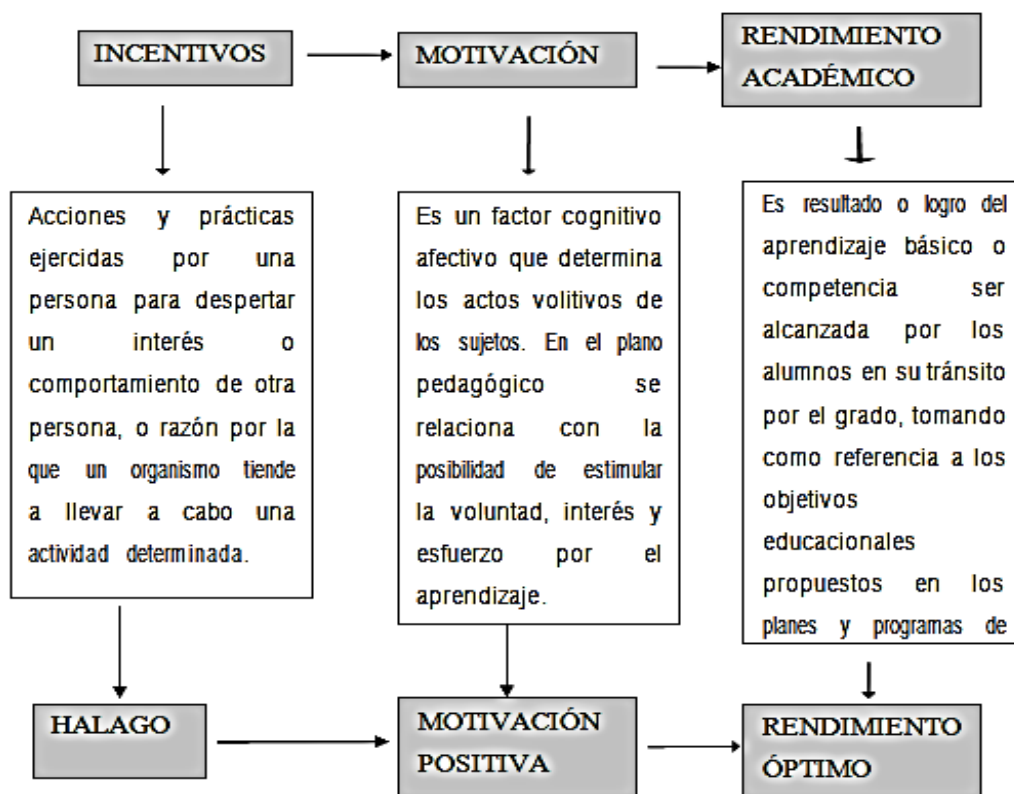 INCENTIVOS
MOTIVACIÓN
RENDIMIENTO
ACADÉMICO
Acciones y prácticas
ejercidas por una
persona para despertar
un interés o
comportamiento de otra
persona, o razón por la
que un organismo tiende
a llevar a cabo una
actividad determinada.
Es un factor cognitivo
afectivo que determina
los actos volitivos de
los sujetos. En el plano
pedagógico se
relaciona con la
posibilidad de estimular
la voluntad, interés y
esfuerzo por el
aprendizaje.
Es resultado o logro del
aprendizaje básico o
competencia ser
alcanzada por los
alumnos en su tránsito
por el grado, tomando
como referencia a los
objetivos
educacionales
propuestos en los
planes y programas de
HALAGO
MOTIVACIÓN
POSITIVA
RENDIMIENTO
ÓPTIMO